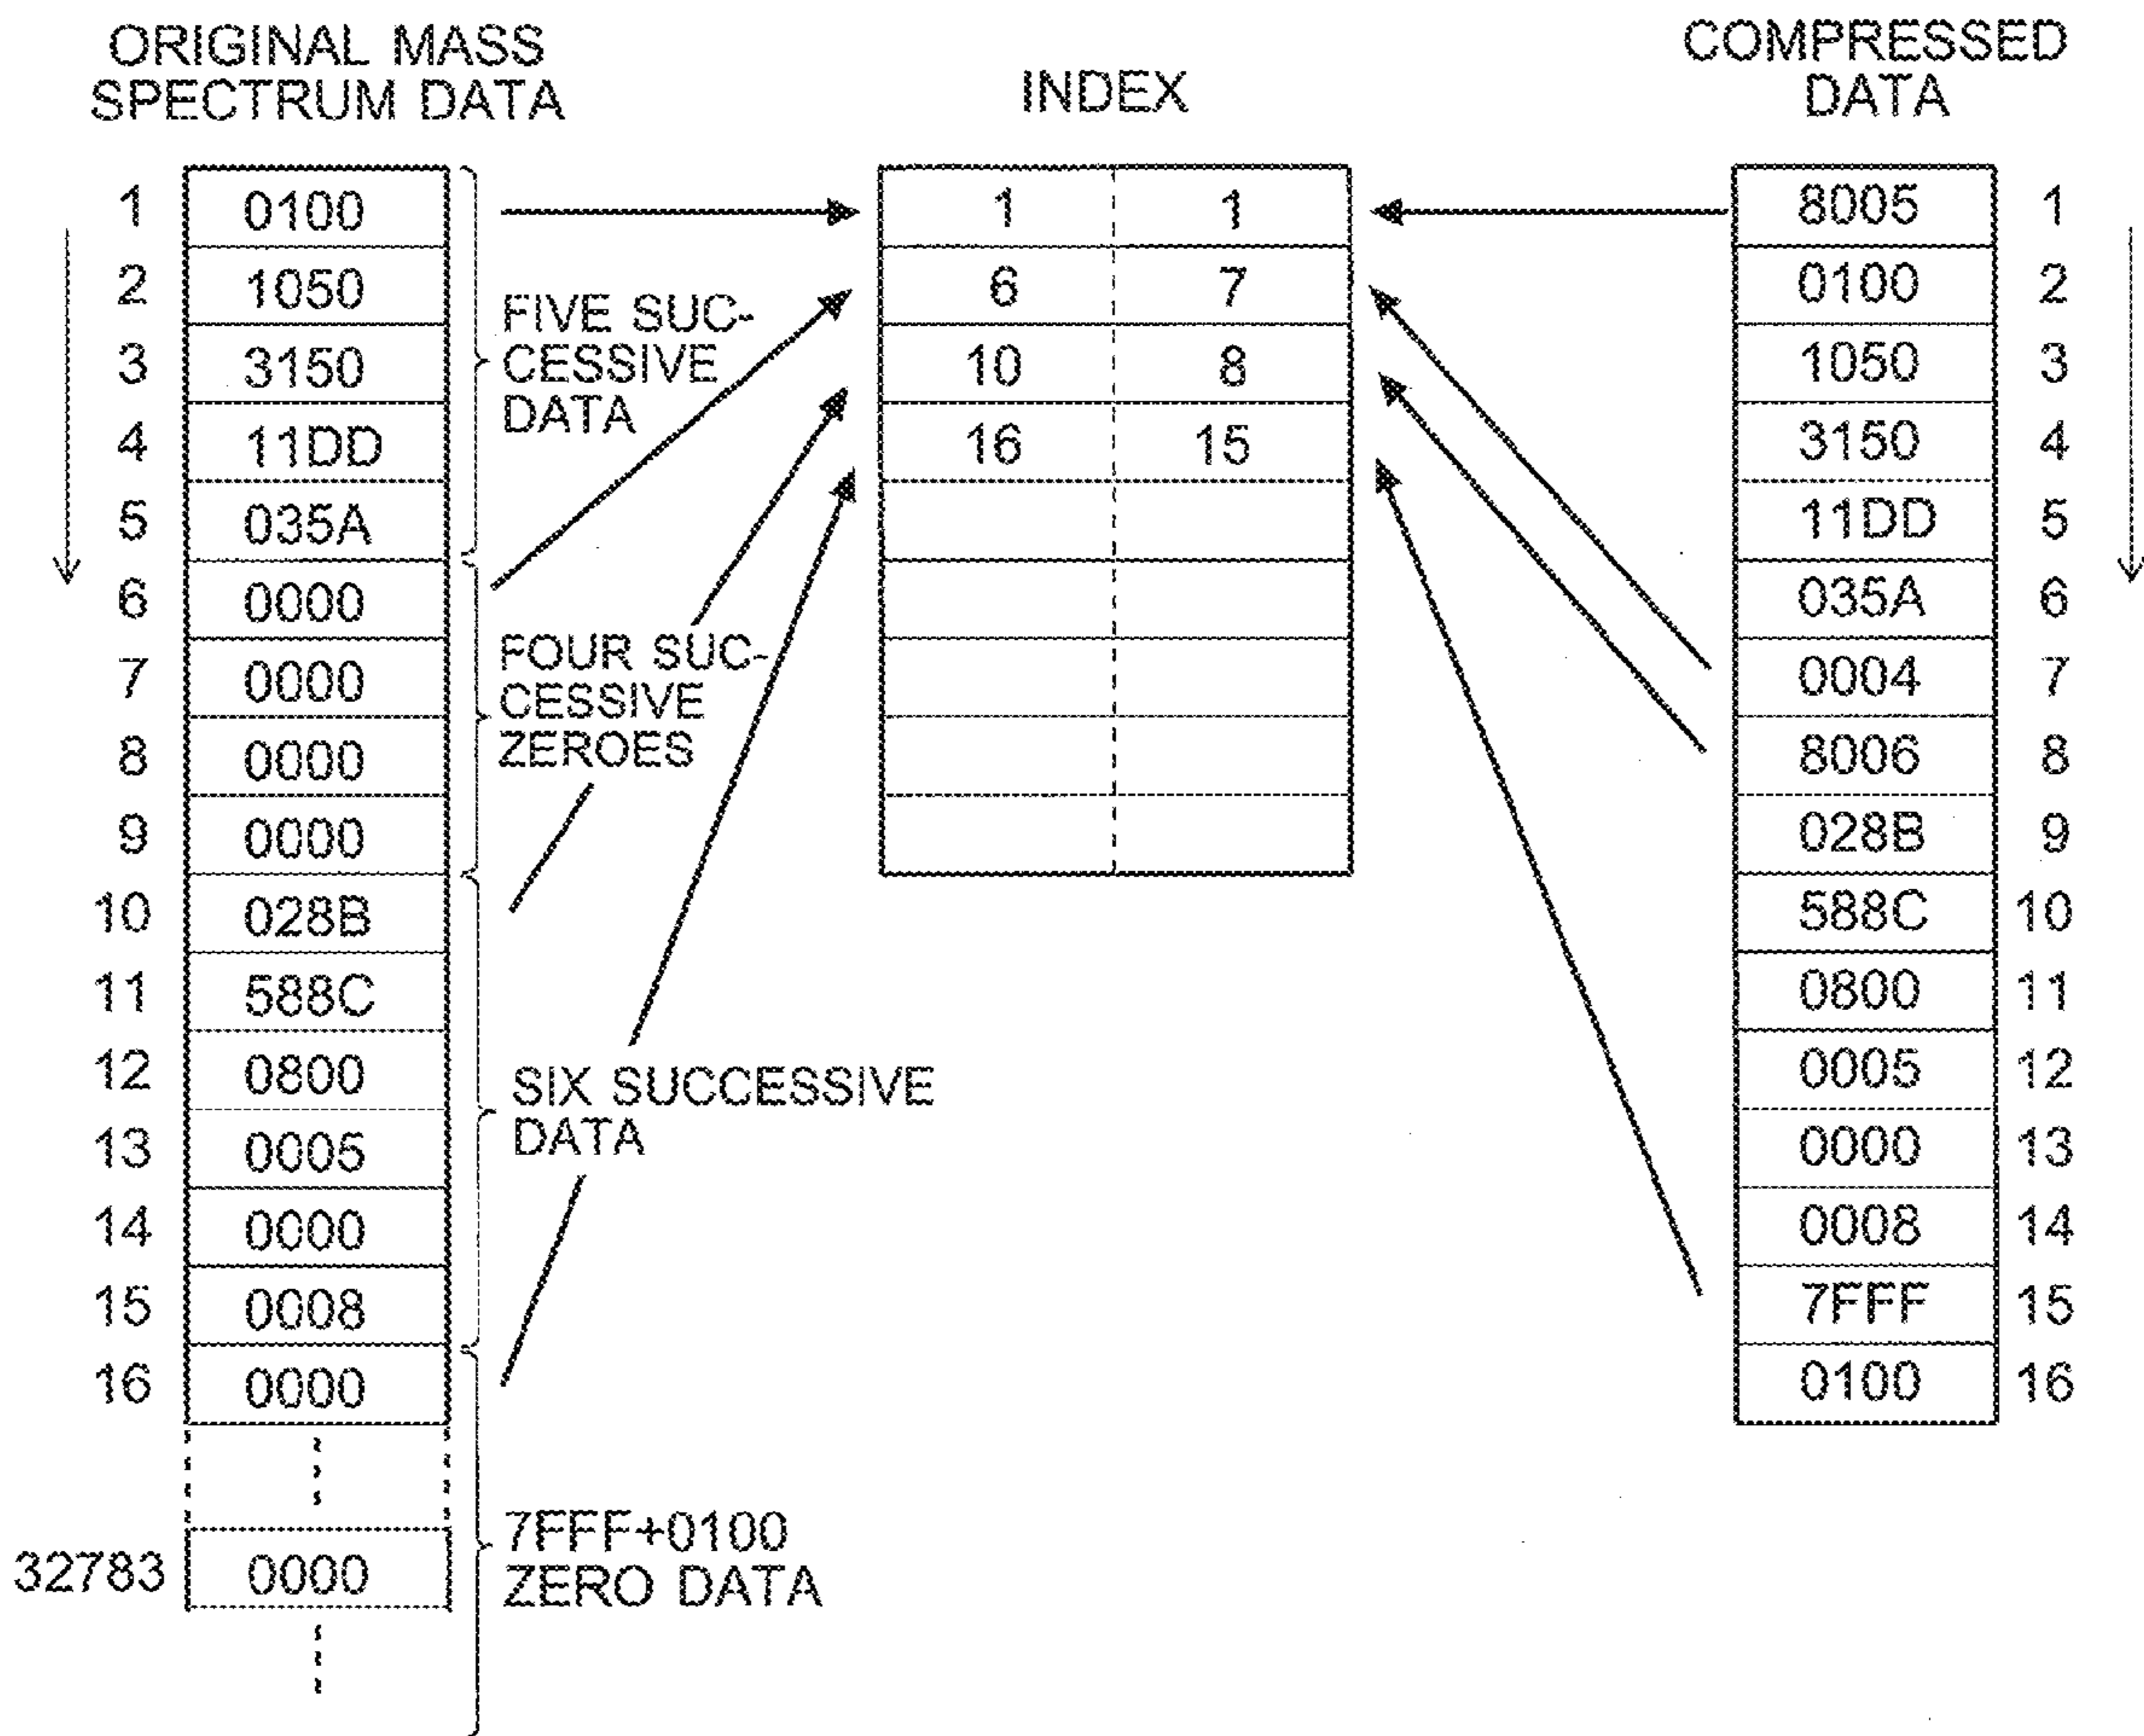 ORIGINAL MASS
SPECTRUM DATA
1 0100
2 1050
3 3150
4 11DD
5 035A
6 0000
7 0000
8 0000
9 0000
10 028B
11 588C
12 0800
13 0005
14 0000
15 0008
16 0000
32783 0000
FIVE SUC-
CESSIVE
DATA
FOUR SUC-
CESSIVE
ZEROES
SIX SUCCESSIVE
DATA
7FFF+0100
ZERO DATA
INDEX
1 1
6 7
10 8
16 15
COMPRESSED
DATA
8005 1
0100 2
1050 3
3150 4
11DD 5
035A 6
0004 7
8006 8
028B 9
588C 10
0800 11
0005 12
0000 13
0008 14
7FFF 15
0100 16